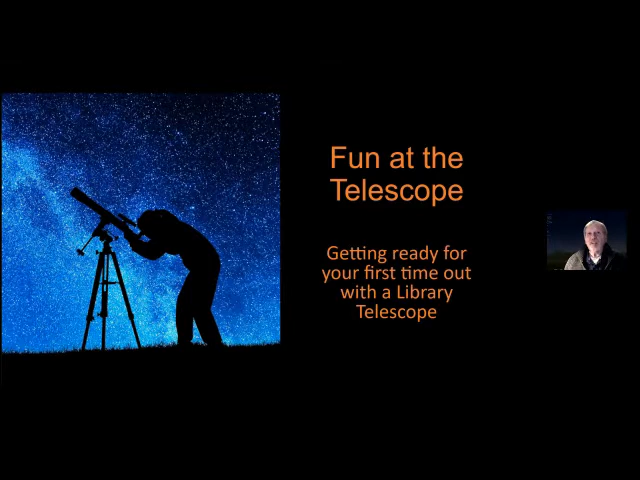 Fun at the
Telescope
Getting ready for
your first time out
with a Library
Telescope